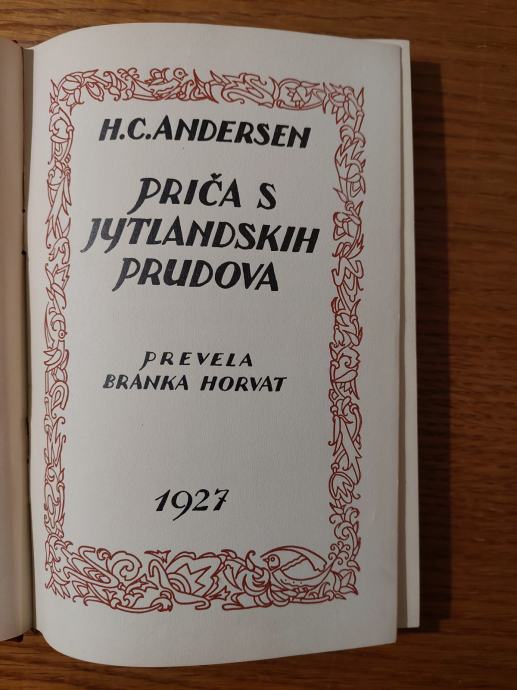 H.C. ANDERSEN
PRIČA S
JYTLANDSKIH
PRUDOVA
PREVELA
BRANKA HORVAT
1927